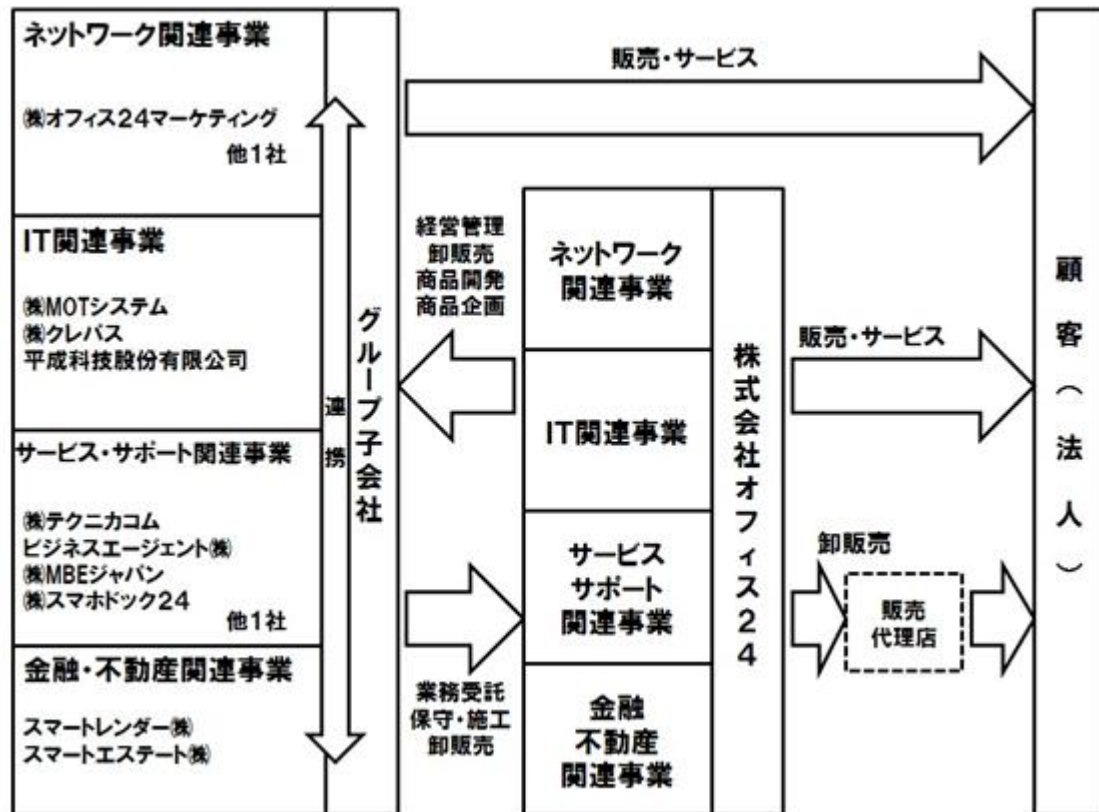 ネットワーク関連事業
㈱オフィス24マーケティング
他1社
IT関連事業
㈱MOTシステム
㈱クレパス
平成科技股份有限公司
サービス・サポート関連事業
㈱テクニカコム
ビジネスエージェント㈱
㈱MBEジャパン
㈱スマホドック24
他1社
金融・不動産関連事業
スマートレンダー㈱
スマートエステート㈱
連携
グループ子会社
販売・サービス
経営管理
卸販売
商品開発
商品企画
業務受託
保守・施工
卸販売
ネットワーク
関連事業
IT関連事業
サービス
サポート
関連事業
金融
不動産
関連事業
株式会社オフィス24
販売・サービス
卸販売
販売
代理店
顧客（法人）